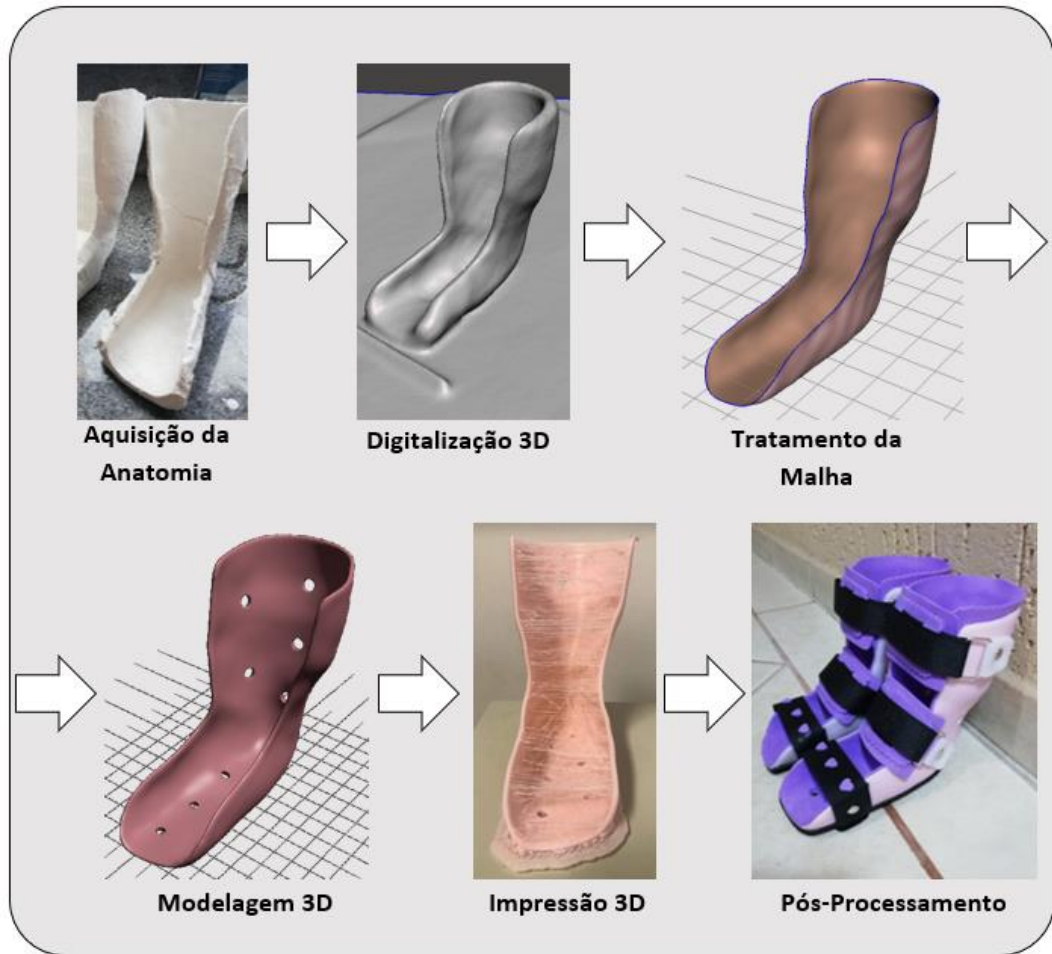 Aquisição da
Anatomia
Digitalização 3D
Tratamento da
Malha
Modelagem 3D
Impressão 3D
Pós-Processamento